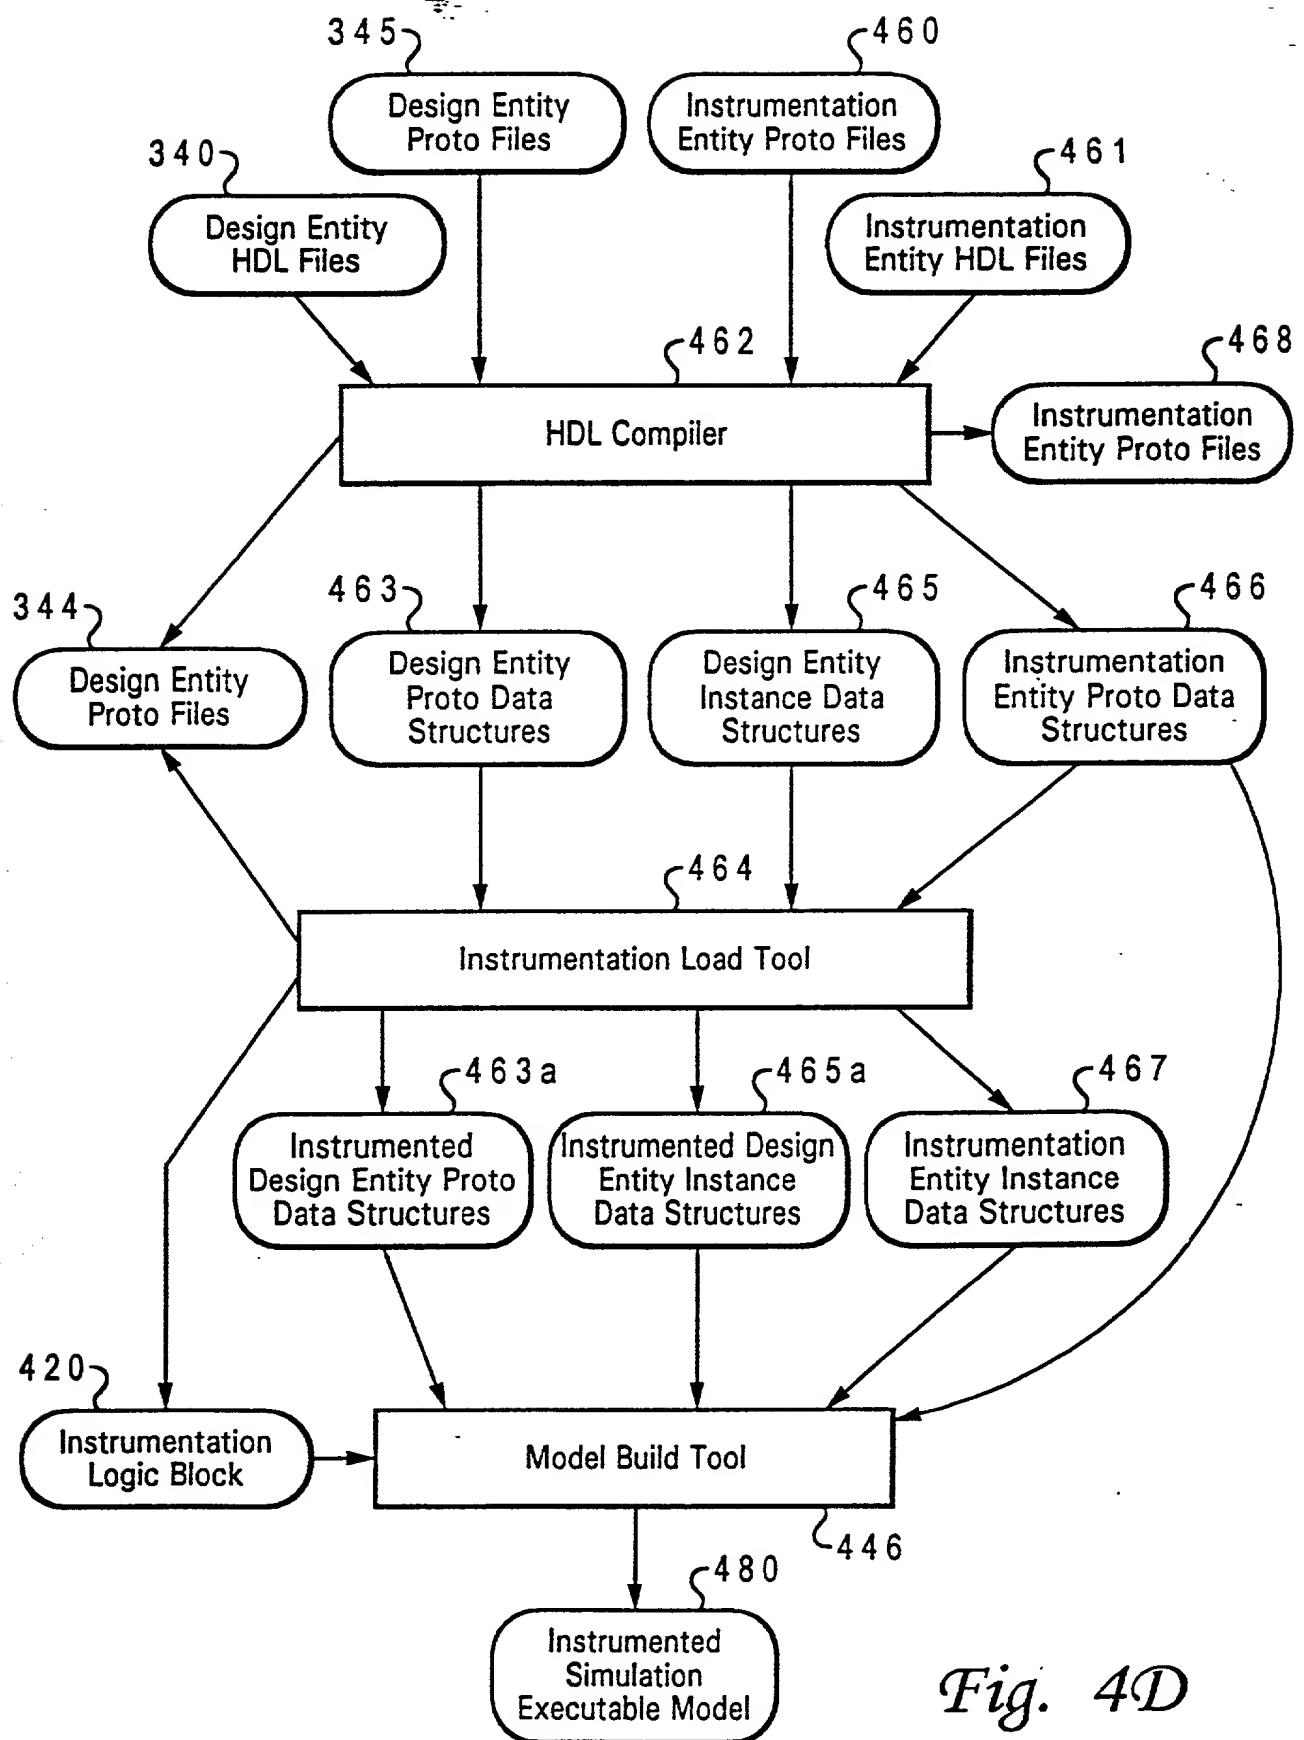 345
460
Design Entity
Proto Files
Instrumentation
Entity Proto Files
340
461
Design Entity
HDL Files
Instrumentation
Entity HDL Files
462
468
HDL Compiler
Instrumentation
Entity Proto Files
344
463
465
466
Design Entity
Proto Files
Design Entity
Proto Data
Structures
Design Entity
Instance Data
Structures
Instrumentation
Entity Proto Data
Structures
464
Instrumentation Load Tool
463a
465a
467
Instrumented
Design Entity Proto
Data Structures
Instrumented Design
Entity Instance
Data Structures
Instrumentation
Entity Instance
Data Structures
420
Instrumentation
Logic Block
Model Build Tool
446
480
Instrumented
Simulation
Executable Model
Fig. 4D